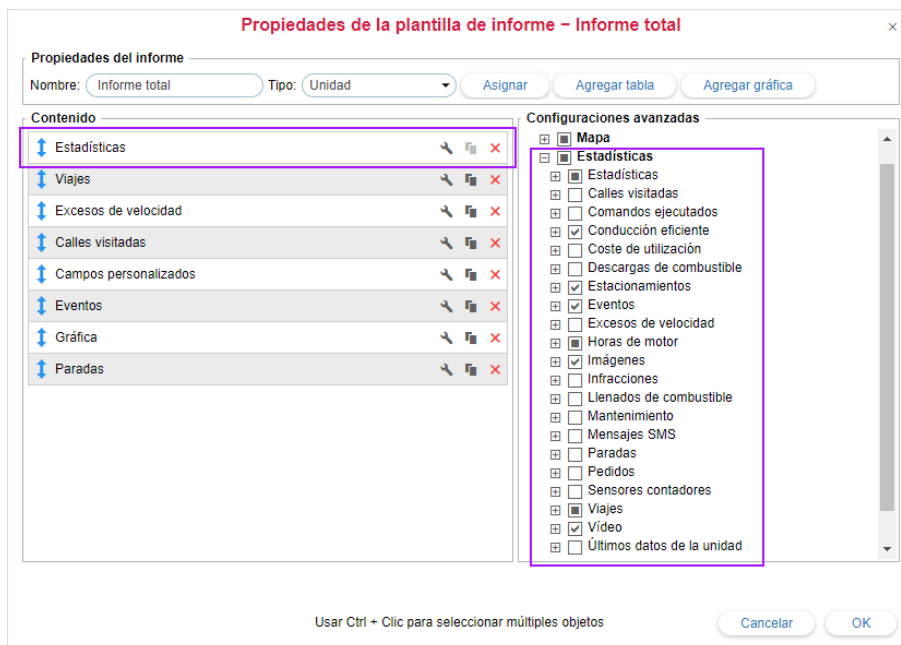 Propiedades de la plantilla de informe – Informe total
Propiedades del informe
Nombre: Informe total Tipo: Unidad Asignar Agregar tabla Agregar gráfica
Contenido
Estadísticas
Viajes
Excesos de velocidad
Calles visitadas
Campos personalizados
Eventos
Gráfica
Paradas
Configuraciones avanzadas
Mapa
Estadísticas
Estadísticas
Calles visitadas
Comandos ejecutados
Conducción eficiente
Coste de utilización
Descargas de combustible
Estacionamientos
Eventos
Excesos de velocidad
Horas de motor
Imágenes
Infracciones
Llenados de combustible
Mantenimiento
Mensajes SMS
Paradas
Pedidos
Sensores contadores
Viajes
Vídeo
Últimos datos de la unidad
Usar Ctrl + Clic para seleccionar múltiples objetos
Cancelar OK